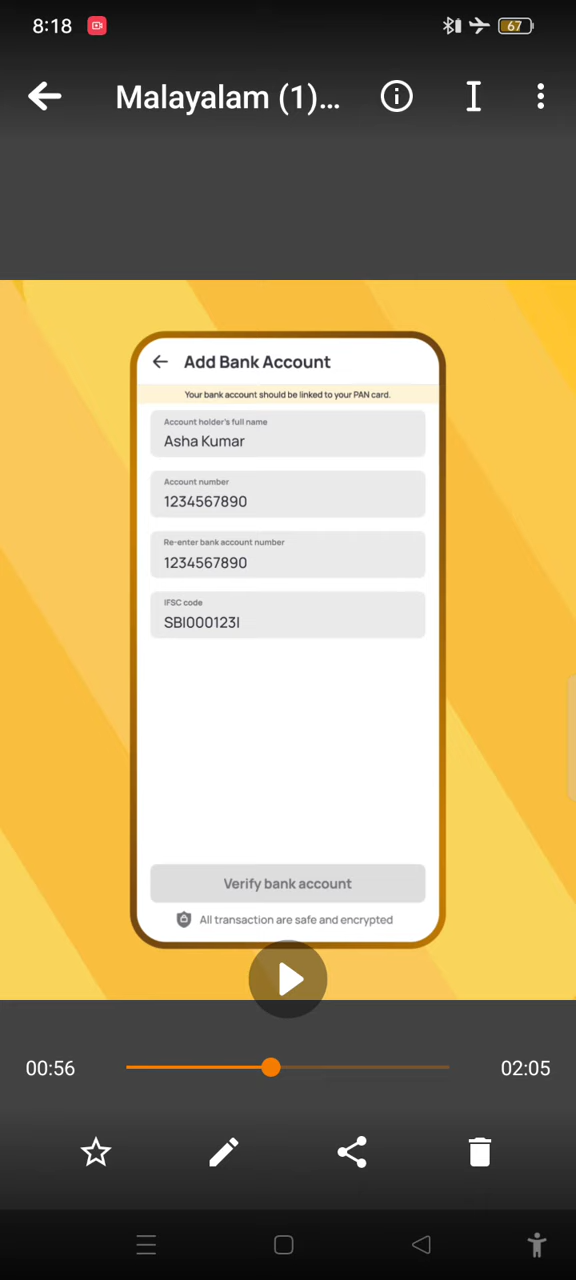 8:18
67
Malayalam (1)...
Add Bank Account
Your bank account should be linked to your PAN card.
Account holder's full name
Asha Kumar
Account number
1234567890
Re-enter bank account number
1234567890
IFSC code
SBI000123I
Verify bank account
All transaction are safe and encrypted
00:56
02:05